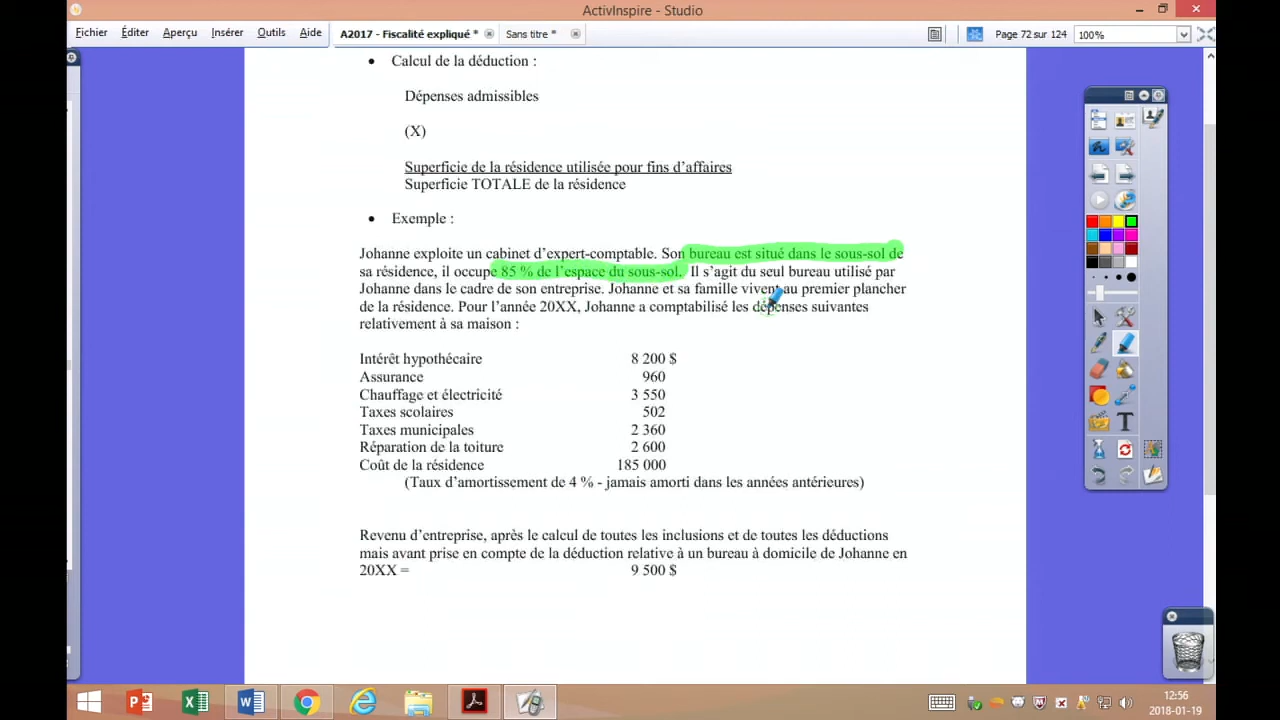 ActivInspire - Studio
Fichier Éditer Aperçu Insérer Outils Aide
A2017 - Fiscalité expliqué *
Sans titre *
Page 72 sur 124
100%
• Calcul de la déduction :
Dépenses admissibles
(X)
Superficie de la résidence utilisée pour fins d’affaires
Superficie TOTALE de la résidence
• Exemple :
Johanne exploite un cabinet d’expert-comptable. Son bureau est situé dans le sous-sol de
sa résidence, il occupe 85 % de l’espace du sous-sol. Il s’agit du seul bureau utilisé par
Johanne dans le cadre de son entreprise. Johanne et sa famille vivent au premier plancher
de la résidence. Pour l’année 20XX, Johanne a comptabilisé les dépenses suivantes
relativement à sa maison :
Intérêt hypothécaire 8 200 $
Assurance 960
Chauffage et électricité 3 550
Taxes scolaires 502
Taxes municipales 2 360
Réparation de la toiture 2 600
Coût de la résidence 185 000
(Taux d’amortissement de 4 % - jamais amorti dans les années antérieures)
Revenu d’entreprise, après le calcul de toutes les inclusions et de toutes les déductions
mais avant prise en compte de la déduction relative à un bureau à domicile de Johanne en
20XX = 9 500 $
12:56
2018-01-19